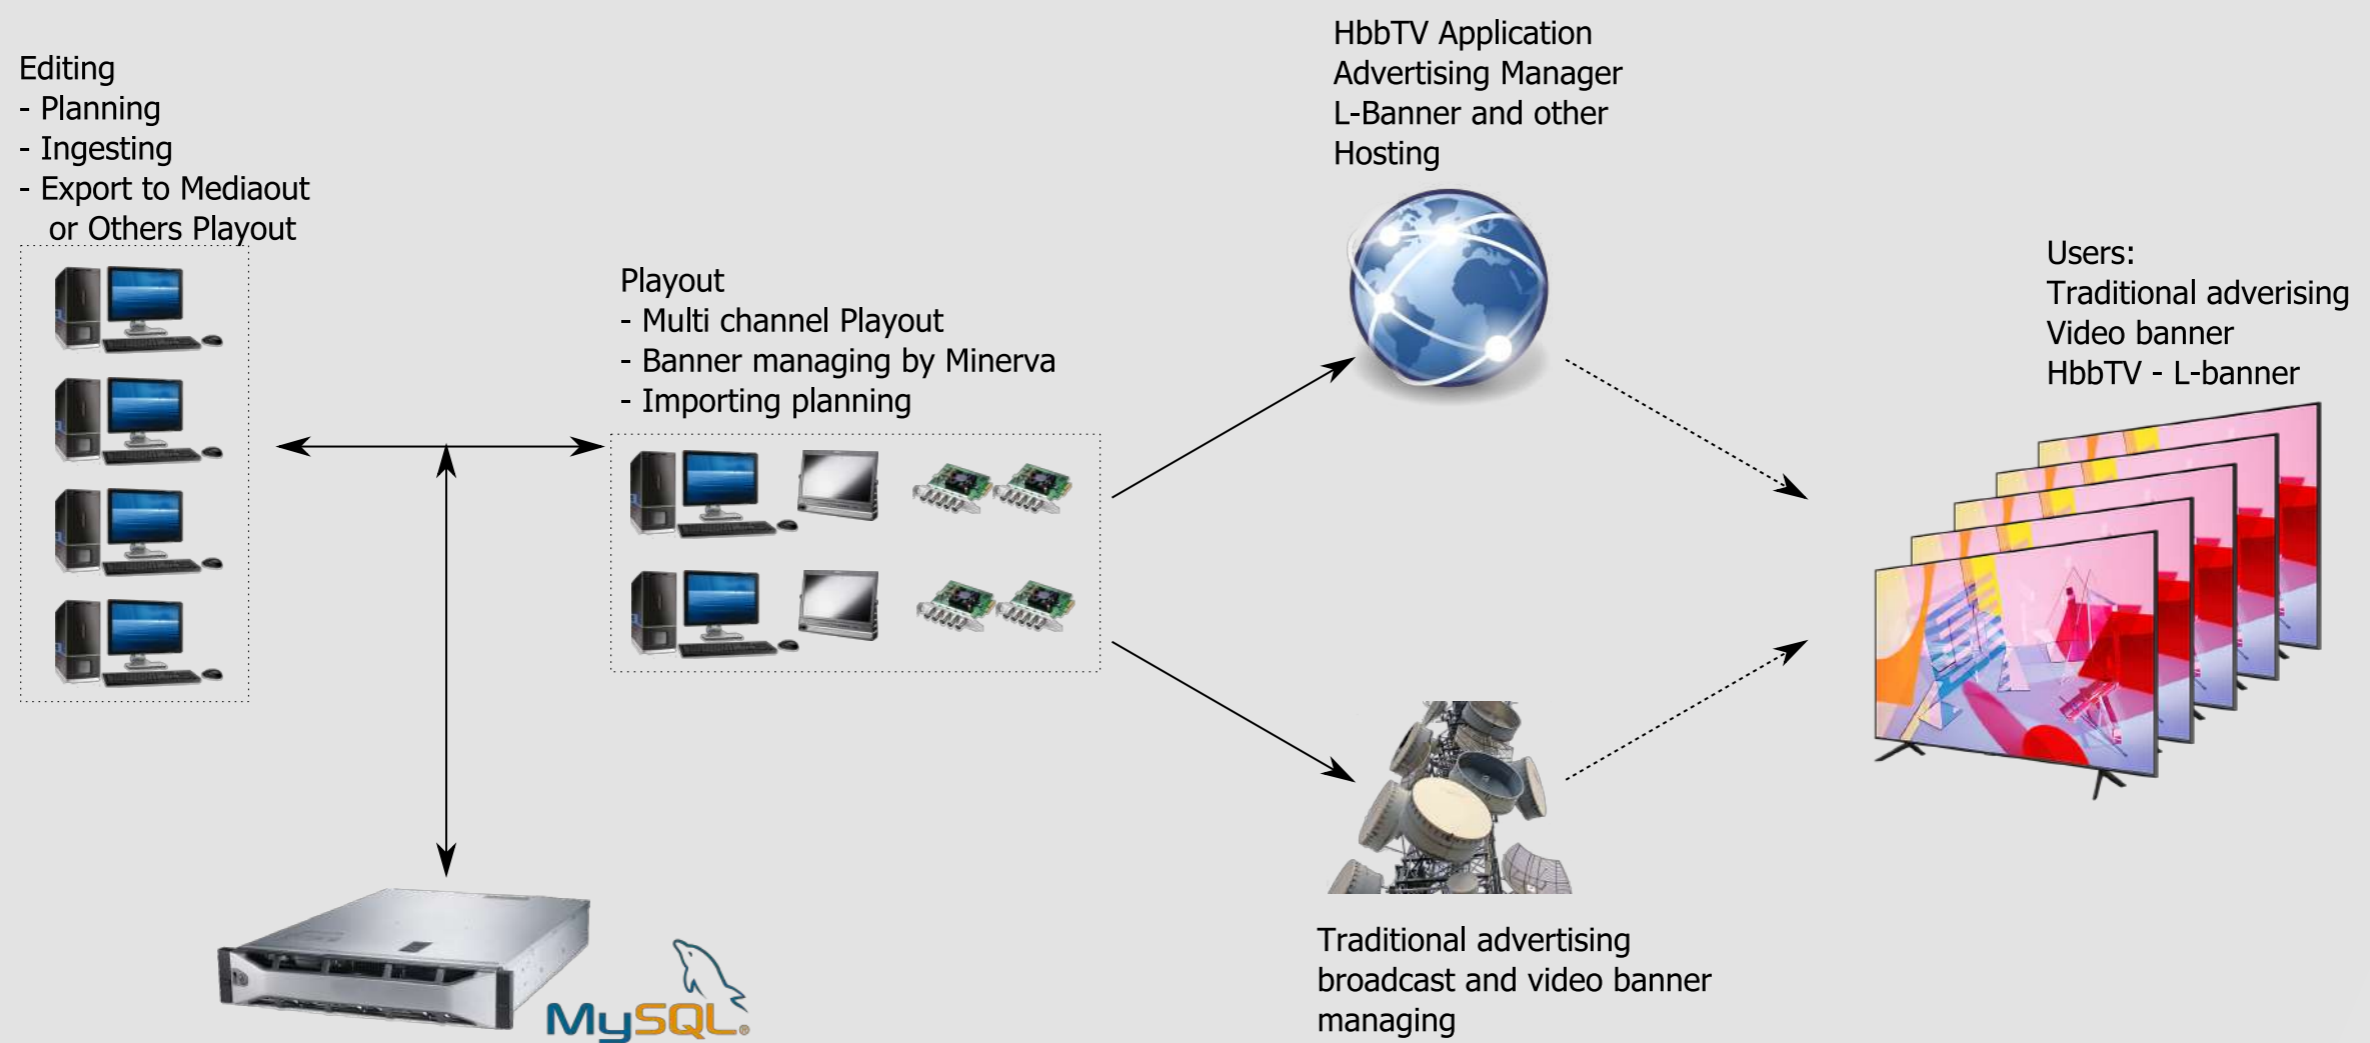 Editing
- Planning
- Ingesting
- Export to Mediaout
or Others Playout
Playout
- Multi channel Playout
- Banner managing by Minerva
- Importing planning
HbbTV Application
Advertising Manager
L-Banner and other
Hosting
Users:
Traditional adverising
Video banner
HbbTV - L-banner
MySQL®
Traditional advertising
broadcast and video banner
managing